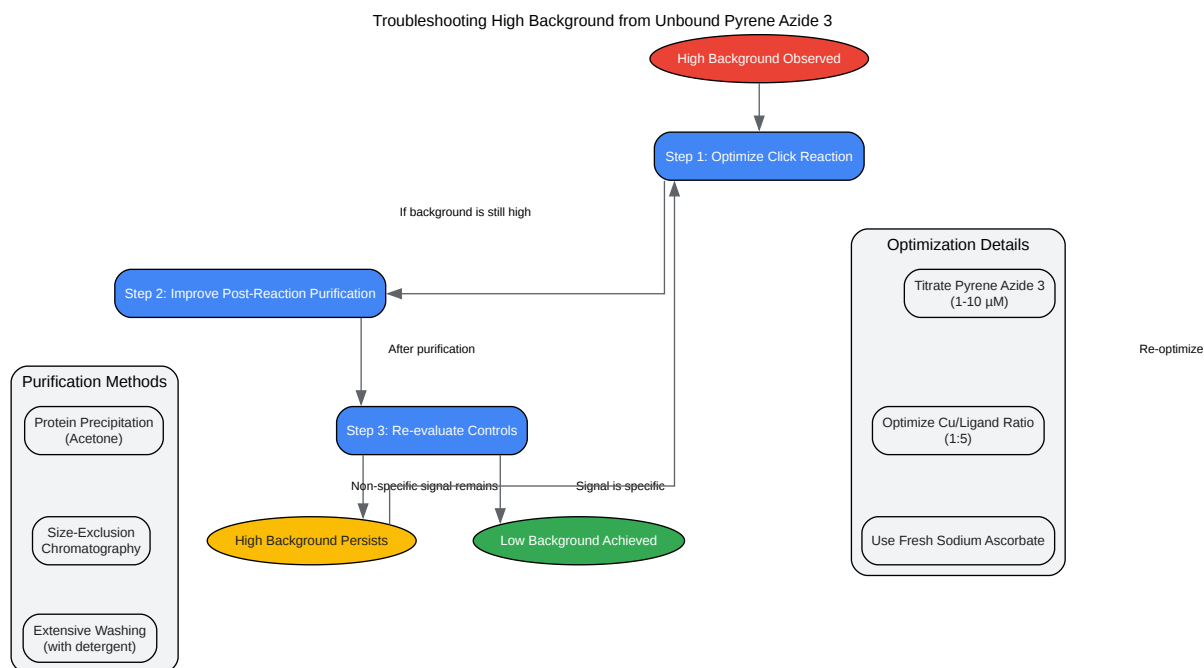 Troubleshooting High Background from Unbound Pyrene Azide 3
High Background Observed
Step 1: Optimize Click Reaction
If background is still high
Optimization Details
Step 2: Improve Post-Reaction Purification
Titrate Pyrene Azide 3
(1-10 µM)
After purification
Re-optimize
Purification Methods
Protein Precipitation
(Acetone)
Step 3: Re-evaluate Controls
Optimize Cu/Ligand Ratio
(1:5)
Non-specific signal remains
Signal is specific
Size-Exclusion
Chromatography
High Background Persists
Low Background Achieved
Use Fresh Sodium Ascorbate
Extensive Washing
(with detergent)